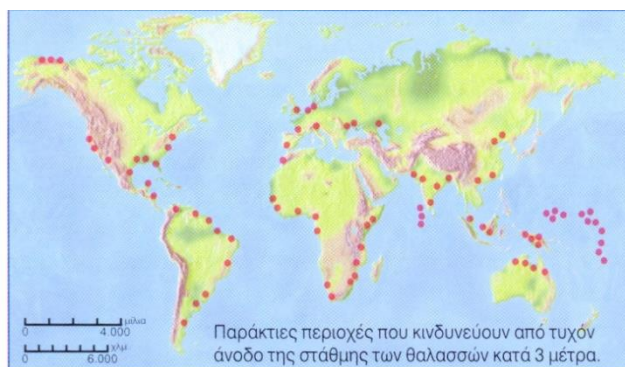 μίλια
0 4.000
χλμ.
0 6.000
Παράκτιες περιοχές που κινδυνεύουν από τυχόν
άνοδο της στάθμης των θαλασσών κατά 3 μέτρα.